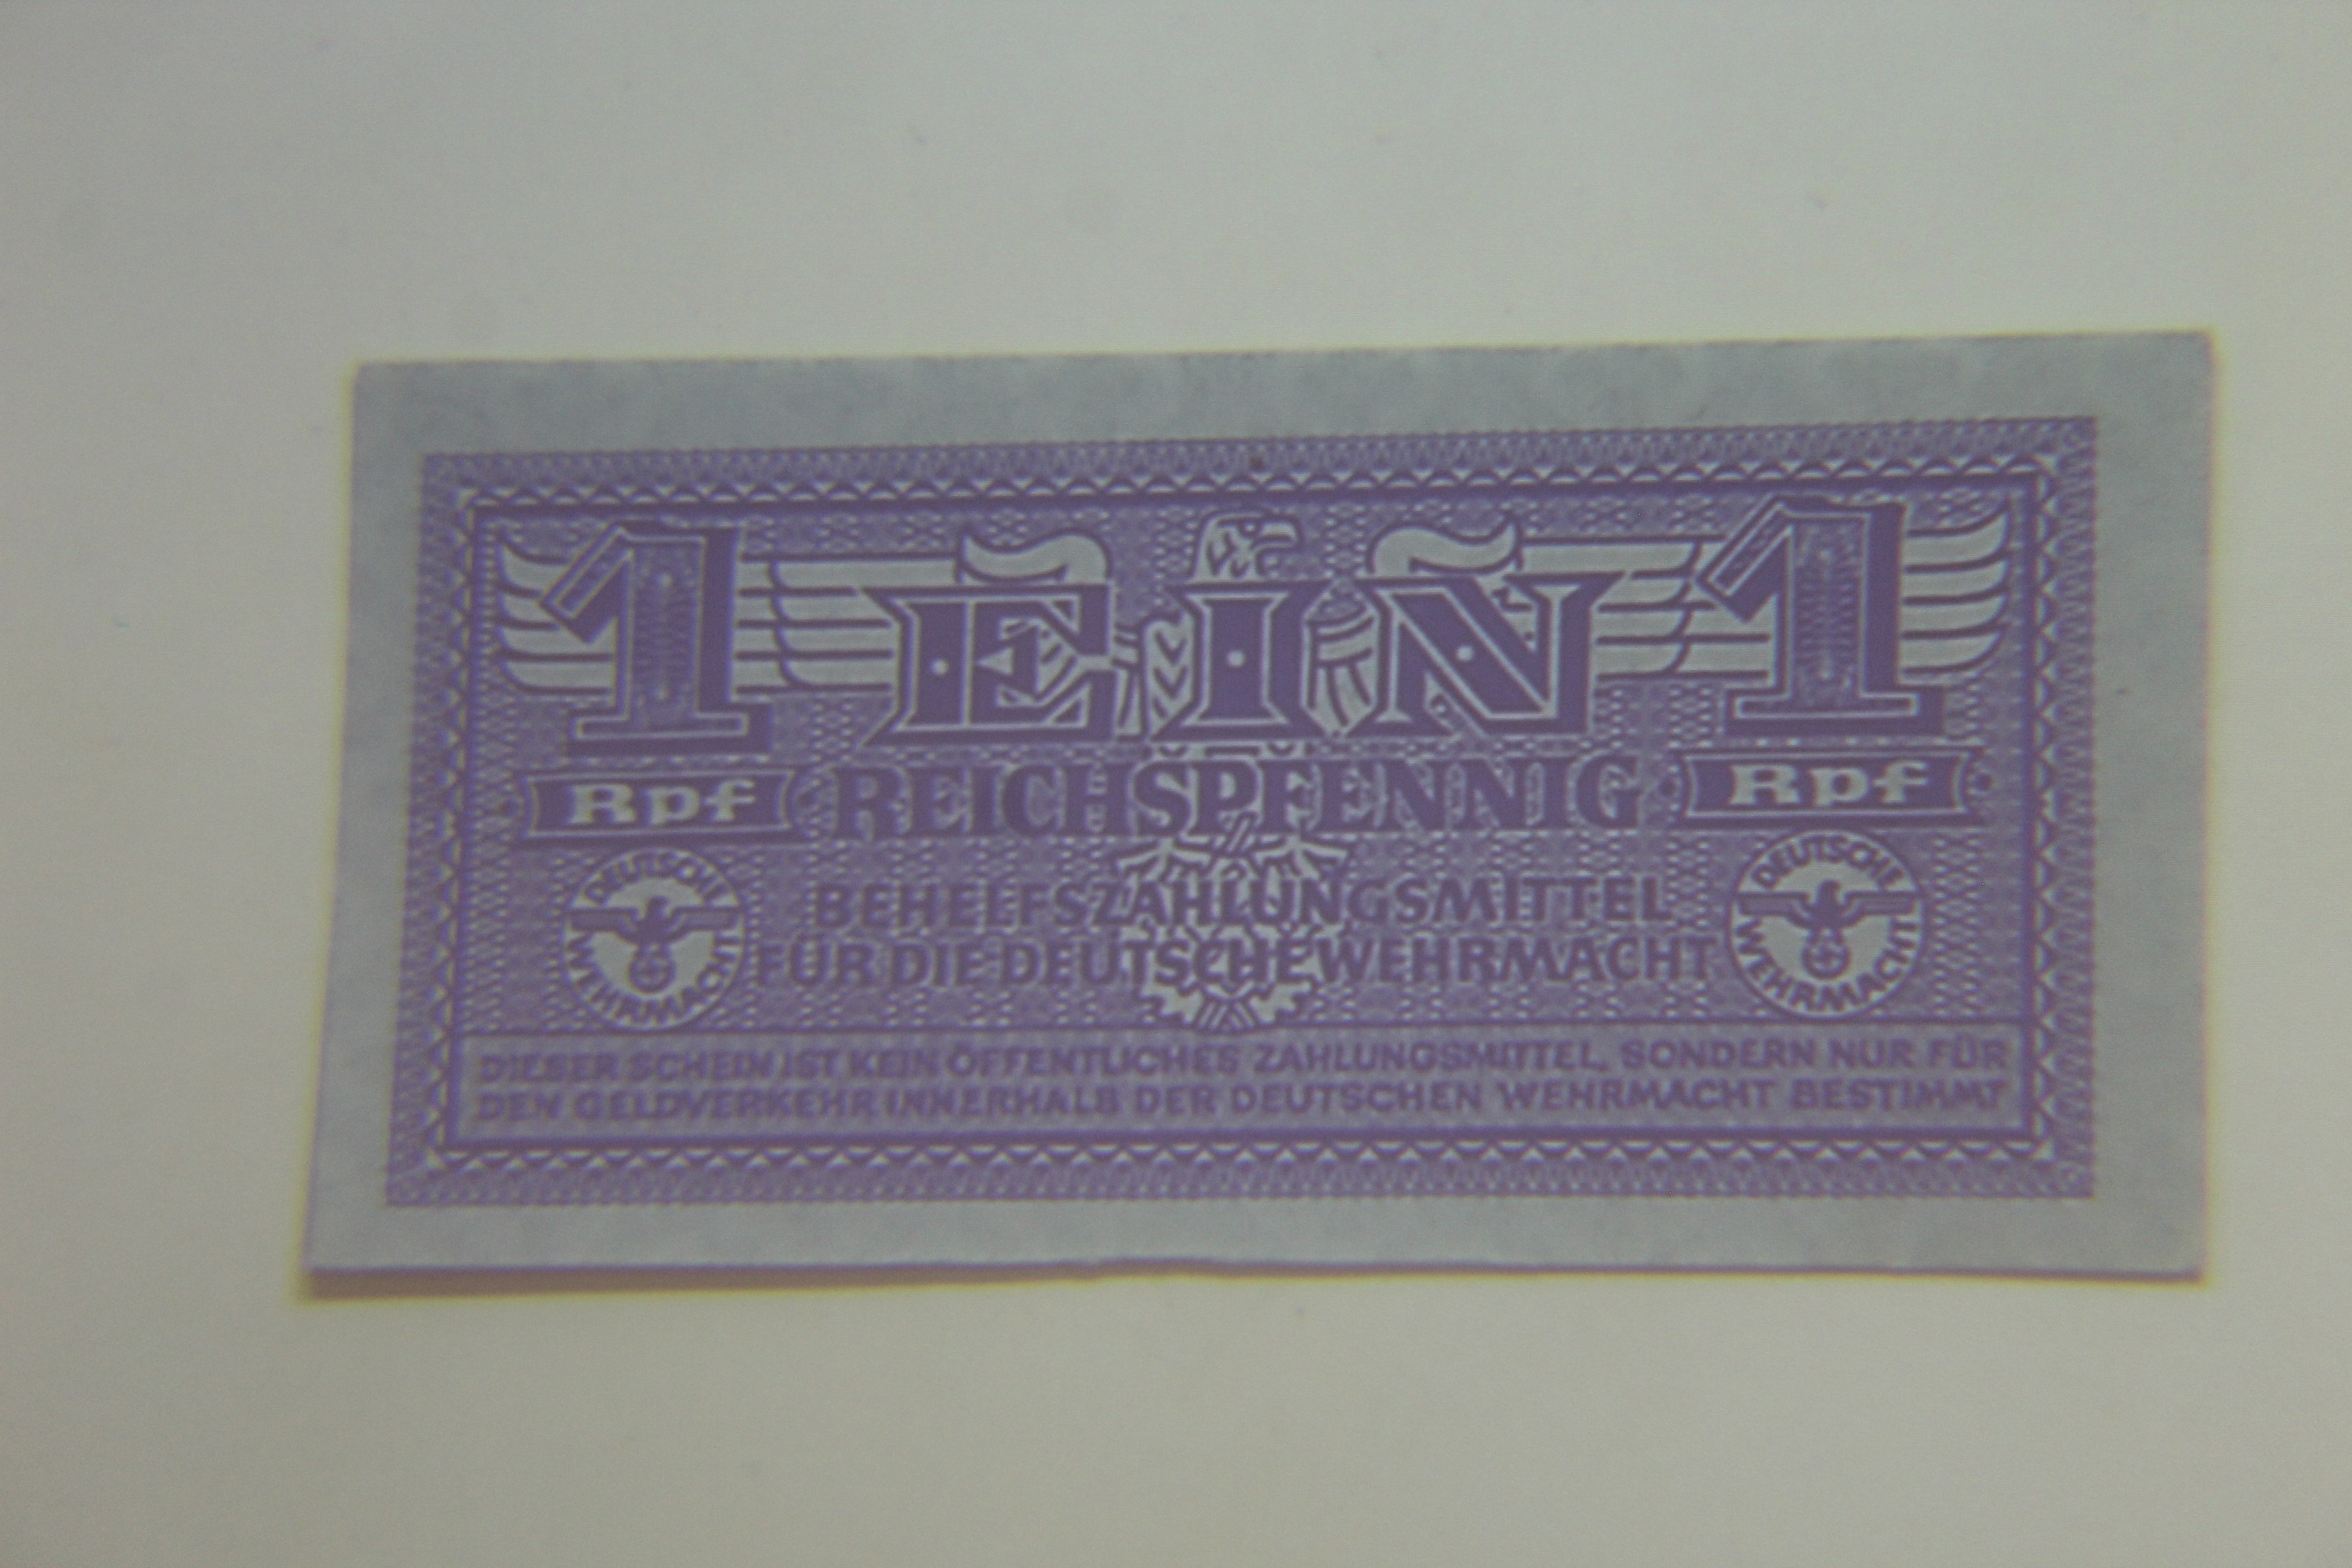 1 EIN 1
Rpf REICHSPFENNIG Rpf
DEUTSCHE WEHRMACHT
BEHELFSZAHLUNGSMITTEL
FÜR DIE DEUTSCHE WEHRMACHT
DEUTSCHE WEHRMACHT
DIESER SCHEIN IST KEIN ÖFFENTLICHES ZAHLUNGSMITTEL, SONDERN NUR FÜR
DEN GELDVERKEHR INNERHALB DER DEUTSCHEN WEHRMACHT BESTIMMT